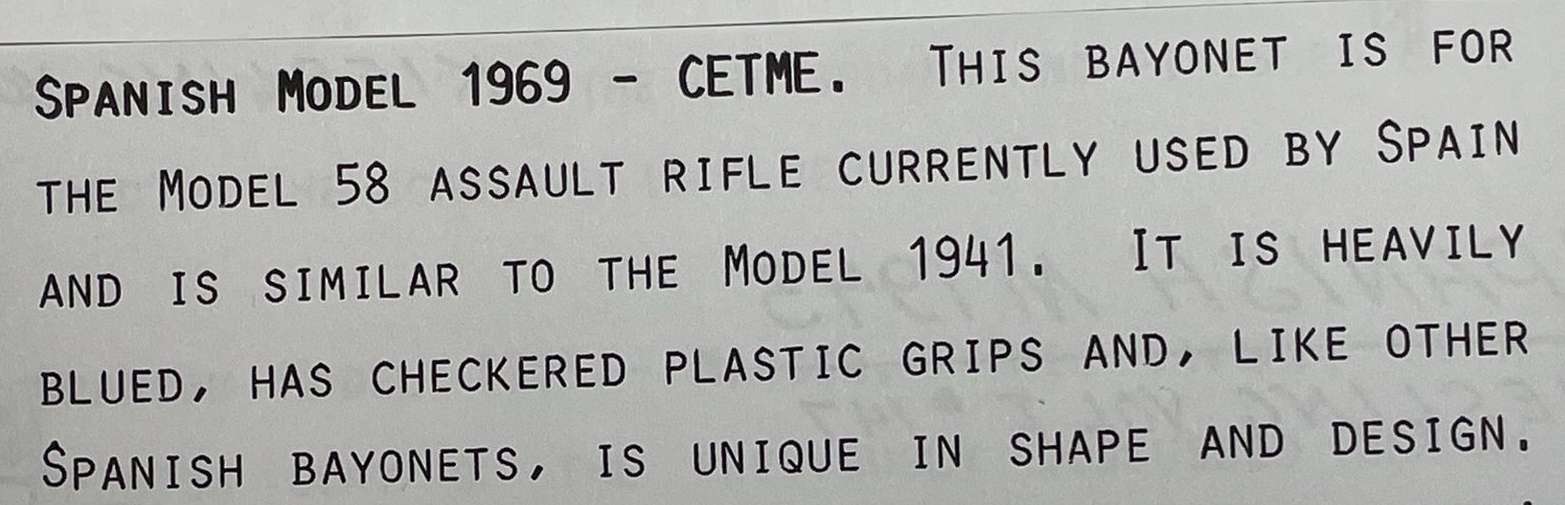 Spanish Model 1969 - CETME. This bayonet is for
the Model 58 assault rifle currently used by Spain
and is similar to the Model 1941. It is heavily
blued, has checkered plastic grips and, like other
Spanish bayonets, is unique in shape and design.